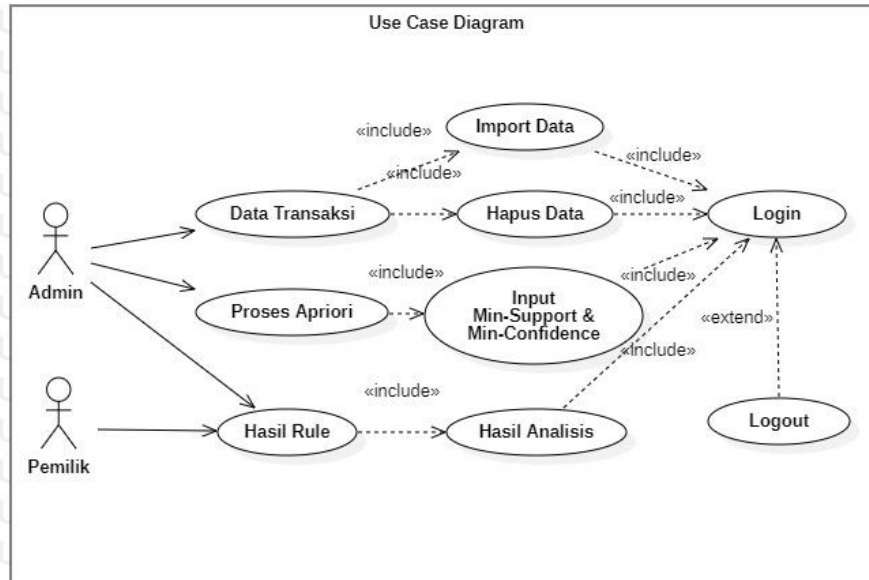 Use Case Diagram
«include»
Import Data
«include»
«include»
Data Transaksi
Hapus Data
«include»
Login
Admin
«include»
Proses Apriori
Input
Min-Support &
Min-Confidence
«include»
«extend»
«include»
«include»
Hasil Rule
Hasil Analisis
Logout
Pemilik